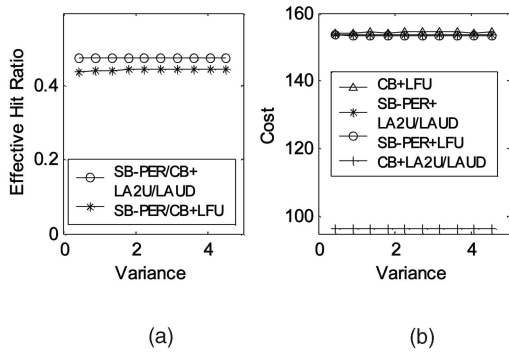 0.4
0.2
0
0
2
4
Effective Hit Ratio
Variance
SB-PER/CB+
LA2U/LAUD
SB-PER/CB+LFU
(a)
160
140
120
100
0
2
4
Cost
Variance
CB+LFU
SB-PER+
LA2U/LAUD
SB-PER+LFU
CB+LA2U/LAUD
(b)